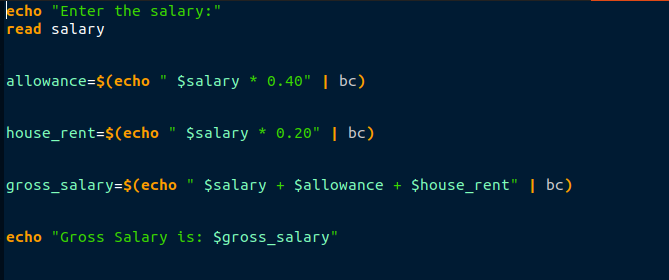 echo "Enter the salary:"
read salary
allowance=$(echo " $salary * 0.40" | bc)
house_rent=$(echo " $salary * 0.20" | bc)
gross_salary=$(echo " $salary + $allowance + $house_rent" | bc)
echo "Gross Salary is: $gross_salary"